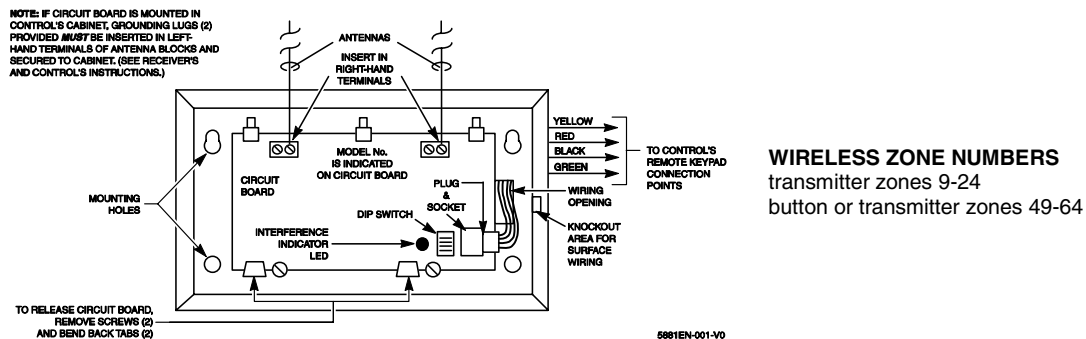 NOTE: IF CIRCUIT BOARD IS MOUNTED IN
CONTROL'S CABINET, GROUNDING LUGS (2)
PROVIDED MUST BE INSERTED IN LEFT-
HAND TERMINALS OF ANTENNA BLOCKS AND
SECURED TO CABINET. (SEE RECEIVER'S
AND CONTROL'S INSTRUCTIONS.)
ANTENNAS
INSERT IN
RIGHT-HAND
TERMINALS
YELLOW
RED
BLACK
GREEN
TO CONTROL'S
REMOTE KEYPAD
CONNECTION
POINTS
MODEL No.
IS INDICATED
ON CIRCUIT BOARD
CIRCUIT
BOARD
PLUG
&
SOCKET
WIRING
OPENING
MOUNTING
HOLES
DIP SWITCH
INTERFERENCE
INDICATOR
LED
KNOCKOUT
AREA FOR
SURFACE
WIRING
TO RELEASE CIRCUIT BOARD,
REMOVE SCREWS (2)
AND BEND BACK TABS (2)
5881EN-001-V0
WIRELESS ZONE NUMBERS
transmitter zones 9-24
button or transmitter zones 49-64